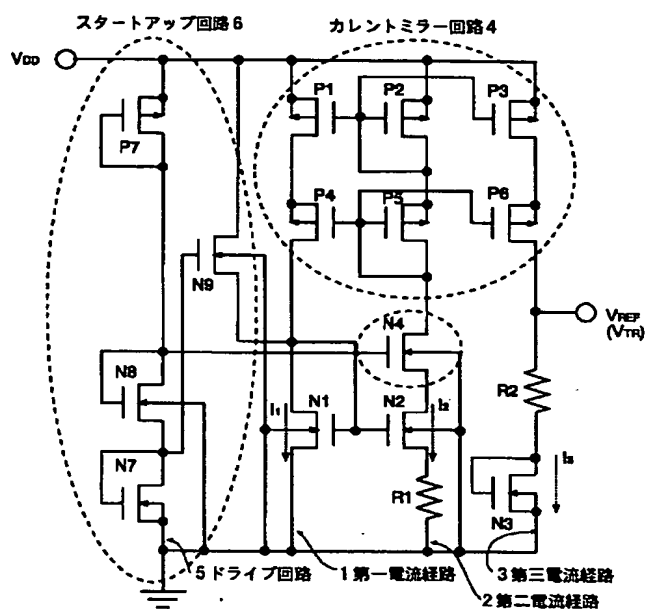 スタートアップ回路6
カレントミラー回路4
VDD
P1
P2
P3
P7
P4
P5
P6
N9
N4
VREF
(VTR)
N8
R2
I₁
N1
N2
I₂
N7
R1
I₃
N3
5ドライブ回路
1第一電流経路
3第三電流経路
2第二電流経路